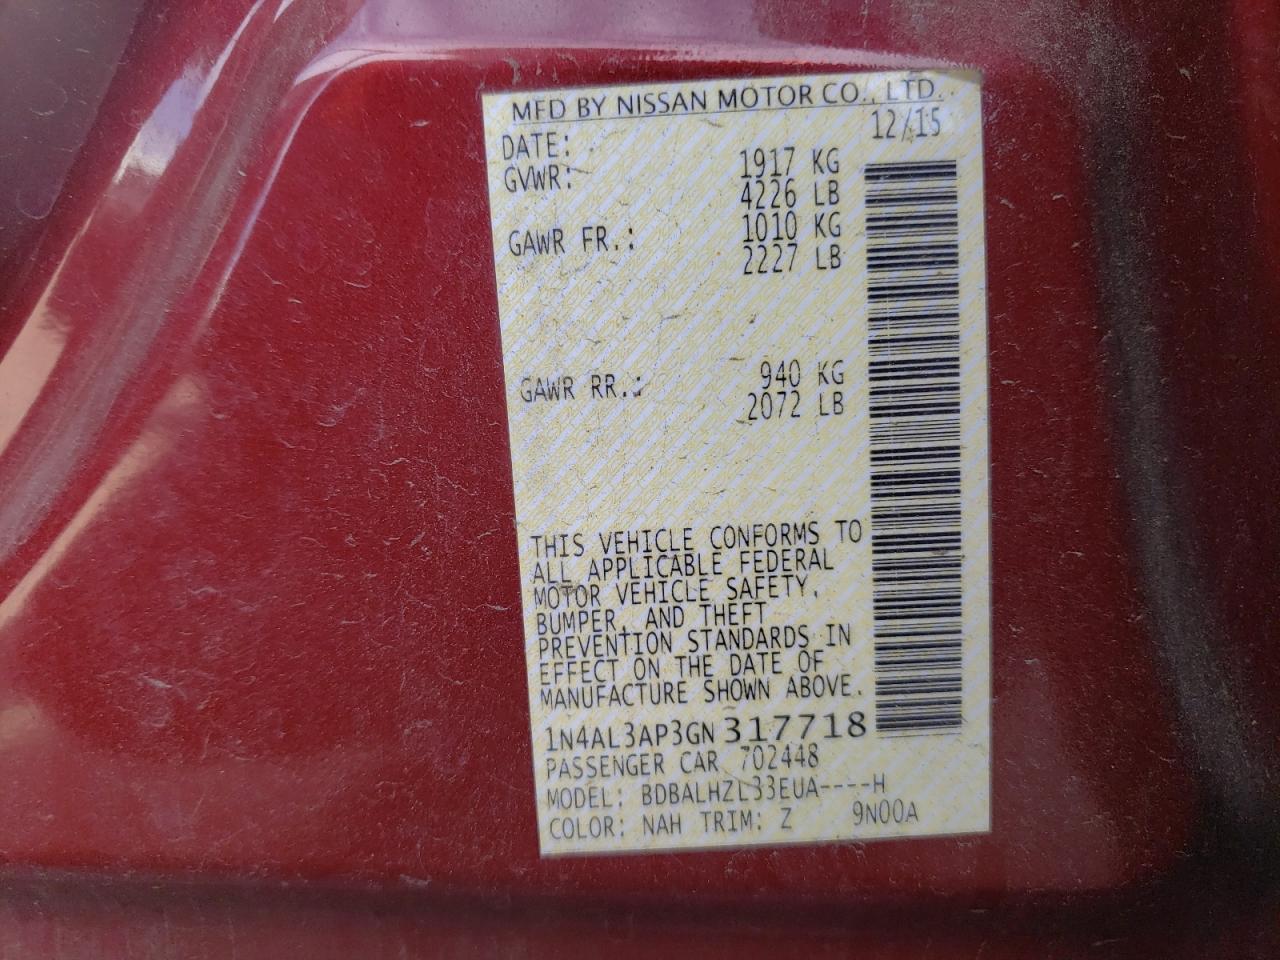 MFD BY NISSAN MOTOR CO., LTD.
DATE: 12/15
GVWR: 1917 KG
4226 LB
GAWR FR.: 1010 KG
2227 LB
GAWR RR.: 940 KG
2072 LB
THIS VEHICLE CONFORMS TO
ALL APPLICABLE FEDERAL
MOTOR VEHICLE SAFETY,
BUMPER, AND THEFT
PREVENTION STANDARDS IN
EFFECT ON THE DATE OF
MANUFACTURE SHOWN ABOVE.
1N4AL3AP3GN 317718
PASSENGER CAR 702448
MODEL: BDBALHZL33EUA----H
COLOR: NAH TRIM: Z 9N00A